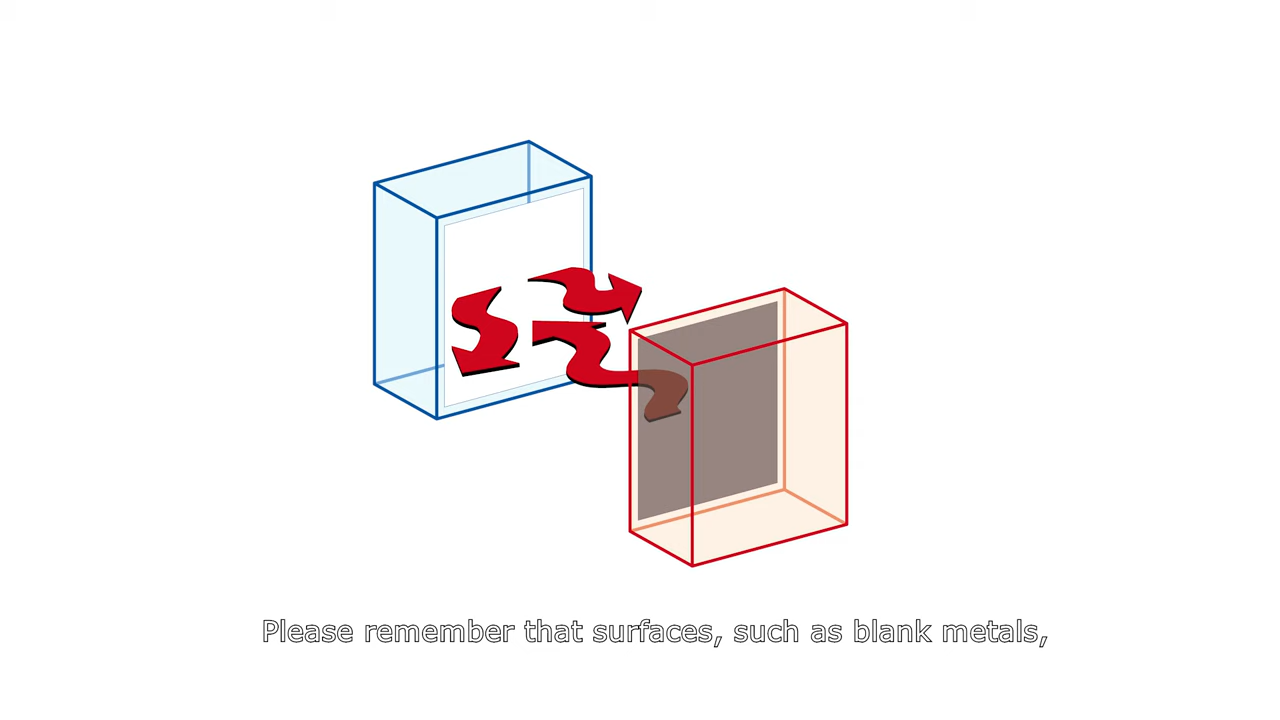 Please remember that surfaces, such as blank metals,